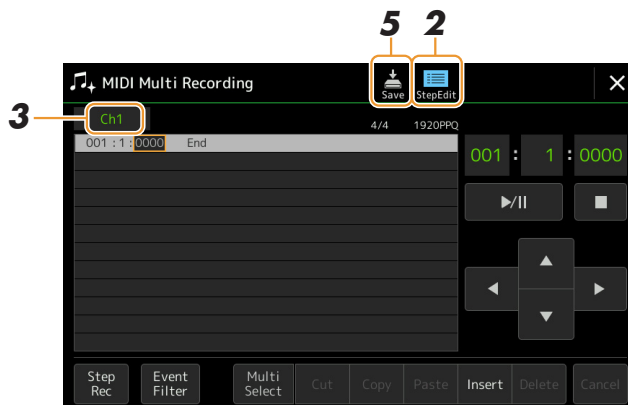 5 2
MIDI Multi Recording
Save
StepEdit
3
Ch1
4/4 1920PPQ
001 : 1 : 0000 End
001 : 1 : 0000
Step Rec
Event Filter
Multi Select
Cut
Copy
Paste
Insert
Delete
Cancel